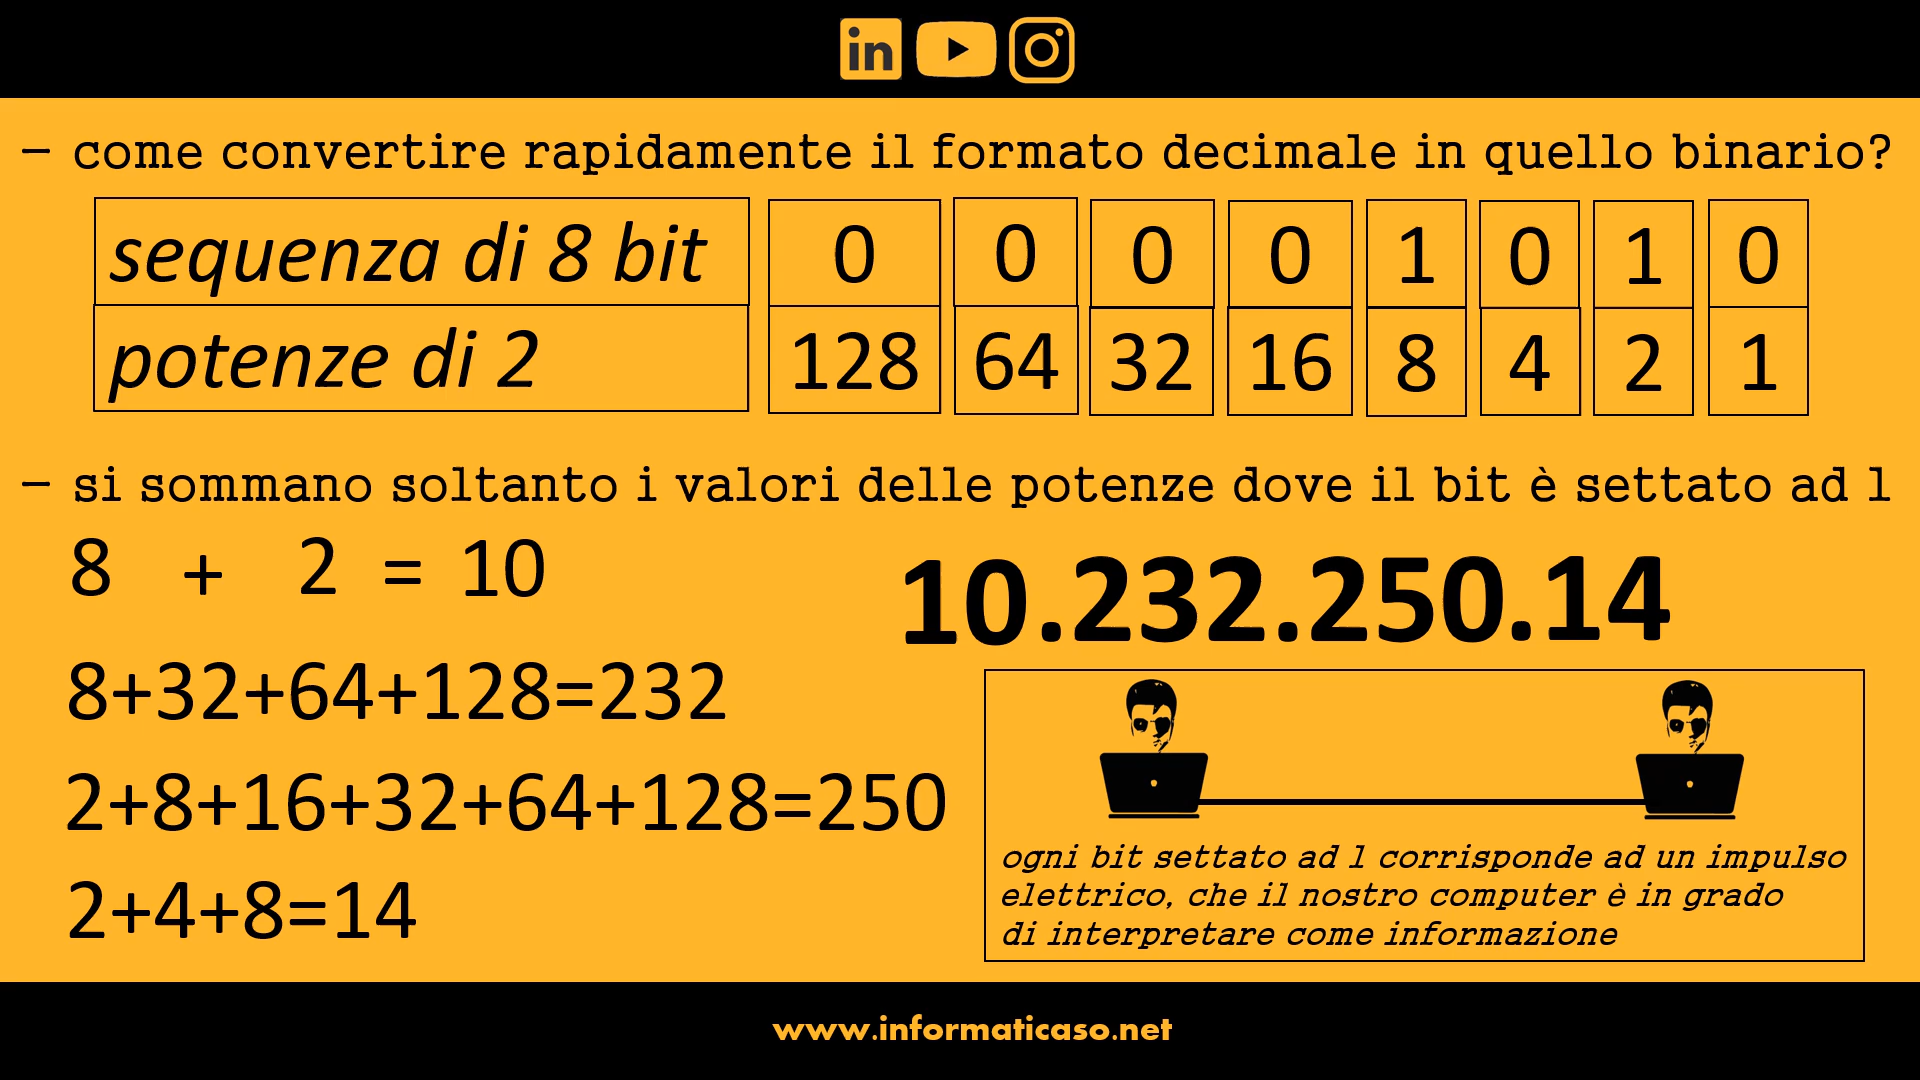 in
– come convertire rapidamente il formato decimale in quello binario?
sequenza di 8 bit 0 0 0 0 1 0 1 0
potenze di 2 128 64 32 16 8 4 2 1
– si sommano soltanto i valori delle potenze dove il bit è settato ad 1
8 + 2 = 10
10.232.250.14
8+32+64+128=232
2+8+16+32+64+128=250
2+4+8=14
ogni bit settato ad 1 corrisponde ad un impulso
elettrico, che il nostro computer è in grado
di interpretare come informazione
www.informaticaso.net